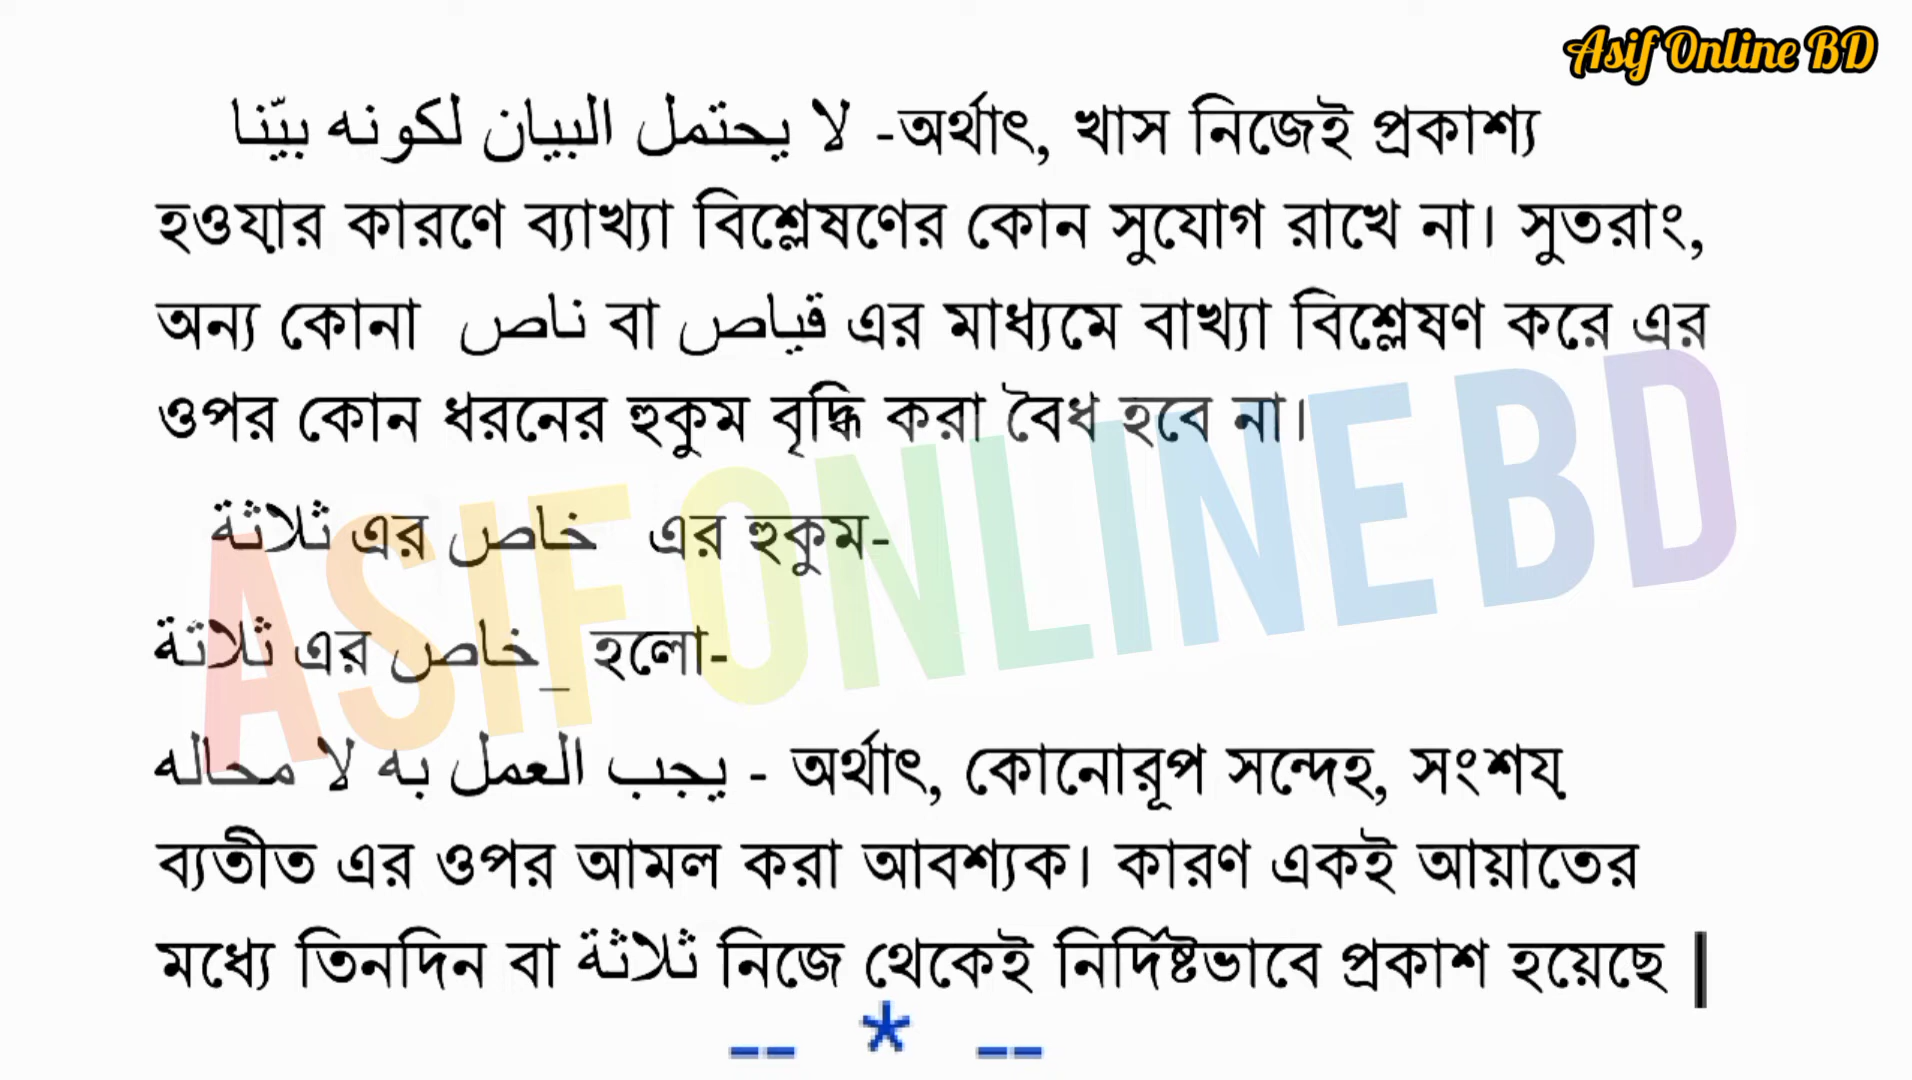 Asif Online BD
لا يحتمل البيان لكونه بيّنا -অর্থাৎ, খাস নিজেই প্রকাশ্য
হওয়ার কারণে ব্যাখ্যা বিশ্লেষণের কোন সুযোগ রাখে না। সুতরাং,
অন্য কোনা ناص বা قياص এর মাধ্যমে বাখ্যা বিশ্লেষণ করে এর
ওপর কোন ধরনের হুকুম বৃদ্ধি করা বৈধ হবে না।
ثلاثة এর خاص এর হুকুম-
ثلاثة এর خاص_ হলো-
يجب العمل به لا محاله - অর্থাৎ, কোনোরূপ সন্দেহ, সংশয়
ব্যতীত এর ওপর আমল করা আবশ্যক। কারণ একই আয়াতের
মধ্যে তিনদিন বা ثلاثة নিজে থেকেই নির্দিষ্টভাবে প্রকাশ হয়েছে |
-- * --
ASIF ONLINE BD